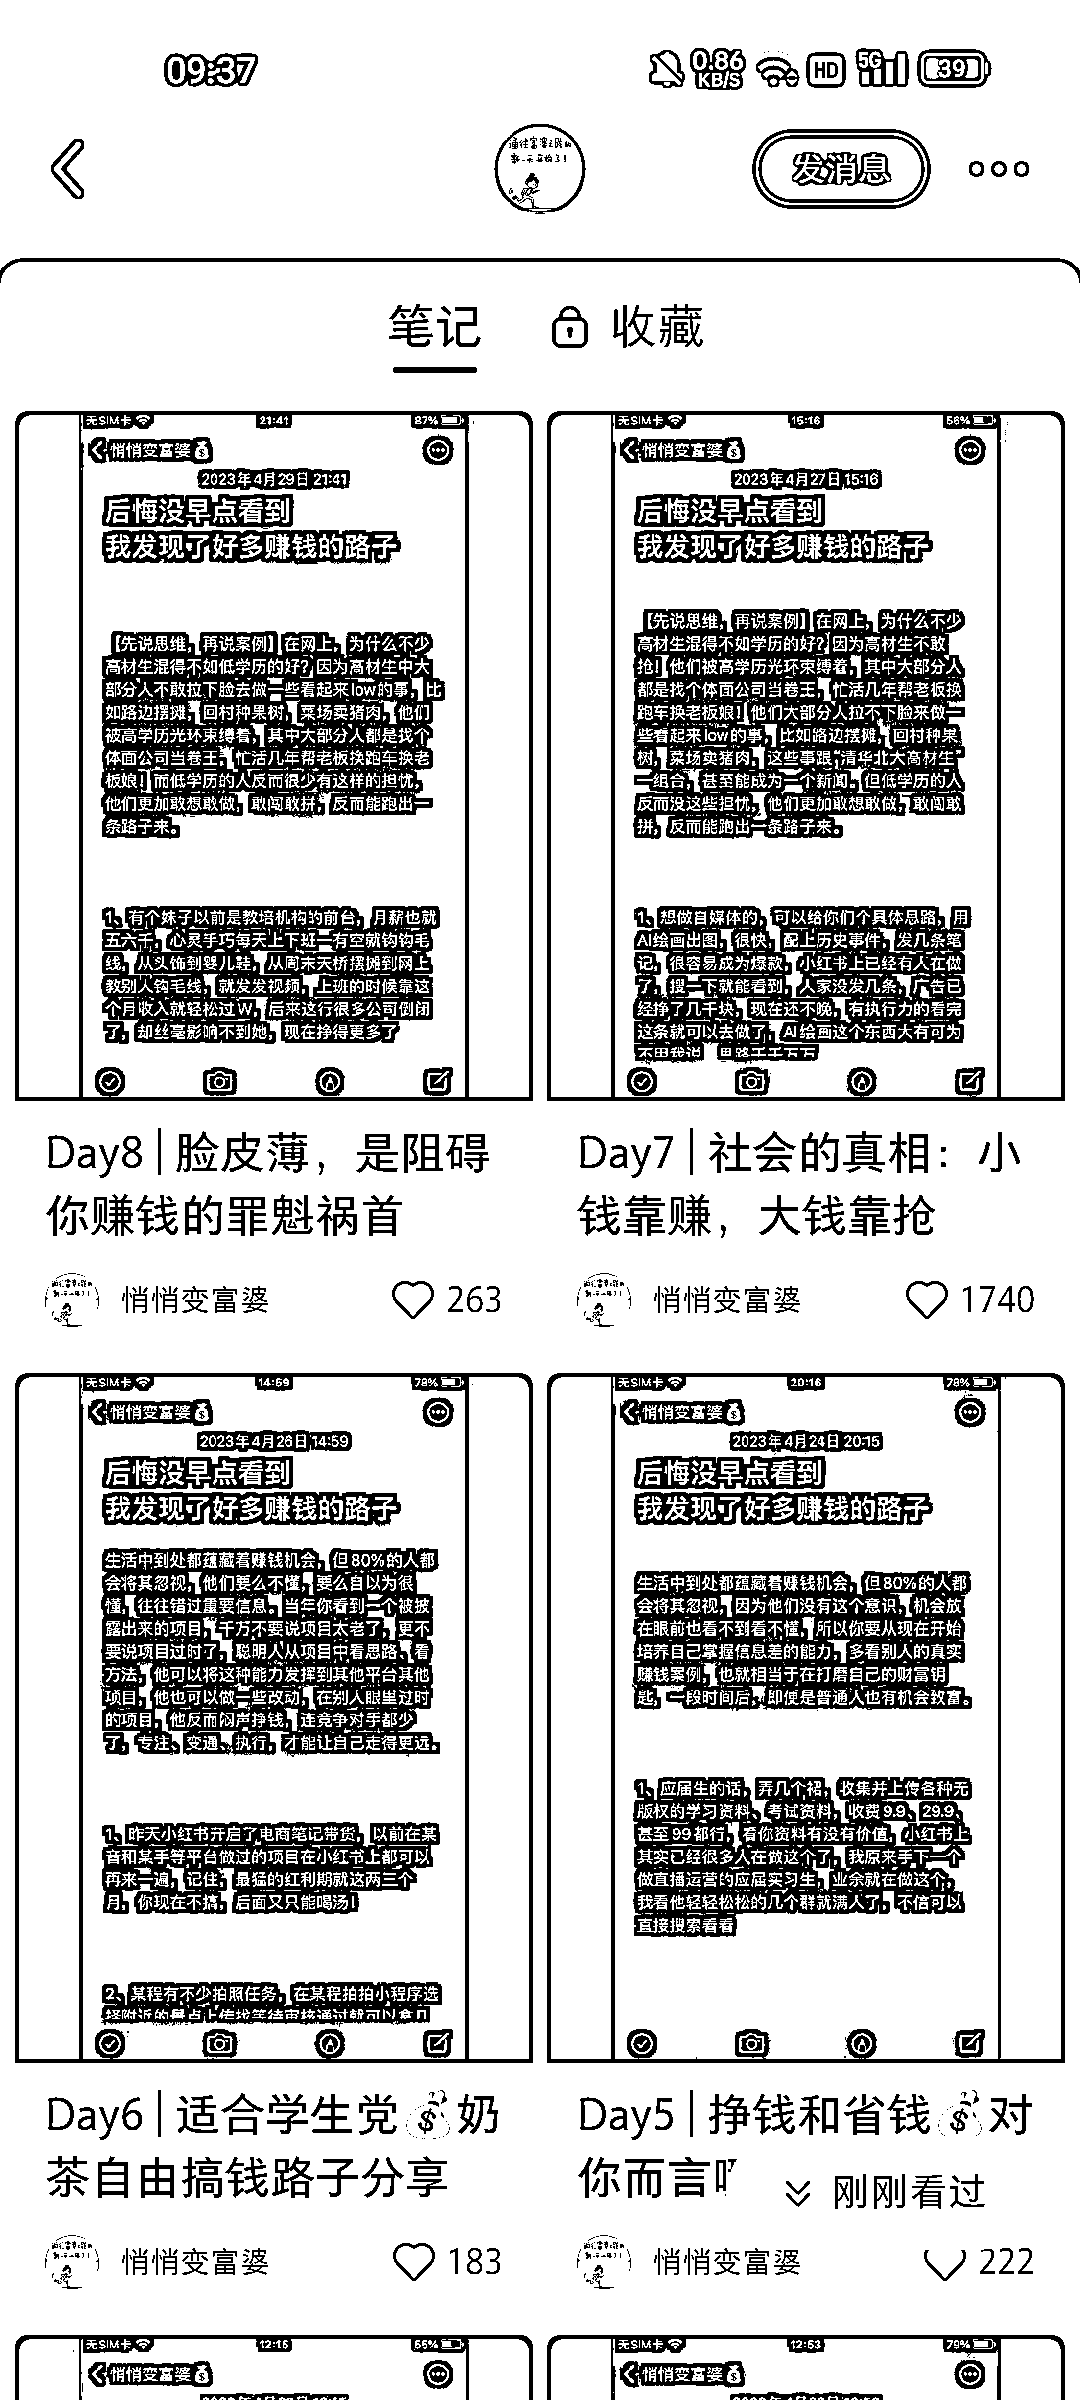 09:37
0.86 KB/S HD 5G 39
发消息
笔记 收藏
无SIM卡 21:41 87%
悄悄变富婆💰
2023年4月29日 21:41
后悔没早点看到
我发现了好多赚钱的路子
【先说思维，再说案例】在网上，为什么不少
高材生混得不如低学历的好？因为高材生中大
部分人不敢拉下脸去做一些看起来low的事，比
如路边摆摊，回村种果树，菜场卖猪肉，他们
被高学历光环束缚着，其中大部分人都是找个
体面公司当卷王，忙活几年帮老板换跑车换老
板娘！而低学历的人反而很少有这样的担忧，
他们更加敢想敢做，敢闯敢拼，反而能跑出一
条路子来。
1、有个妹子以前是教培机构的前台，月薪也就
五六千，心灵手巧每天上下班一有空就钩钩毛
线，从头饰到婴儿鞋，从周末天桥摆摊到网上
教别人钩毛线，就发发视频，上班的时候靠这
个月收入就轻松过W，后来这行很多公司倒闭
了，却丝毫影响不到她，现在挣得更多了
Day8｜脸皮薄，是阻碍
你赚钱的罪魁祸首
悄悄变富婆 263
无SIM卡 15:16 56%
悄悄变富婆💰
2023年4月27日 15:16
后悔没早点看到
我发现了好多赚钱的路子
【先说思维，再说案例】在网上，为什么不少
高材生混得不如学历的好？因为高材生不敢
抢！他们被高学历光环束缚着，其中大部分人
都是找个体面公司当卷王，忙活几年帮老板换
跑车换老板娘！他们大部分人拉不下脸来做一
些看起来low的事，比如路边摆摊，回村种果
树，菜场卖猪肉，这些事跟“清华北大高材生”
一组合，甚至能成为一个新闻。但低学历的人
反而没这些担忧，他们更加敢想敢做，敢闯敢
拼，反而能跑出一条路子来。
1、想做自媒体的，可以给你们个具体思路，用
AI绘画出图，很快，配上历史事件，发几条笔
记，很容易成为爆款，小红书上已经有人在做
了，搜一下就能看到，人家没发几条，广告已
经挣了几千块，现在还不晚，有执行力的看完
这条就可以去做了，AI绘画这个东西大有可为
Day7｜社会的真相：小
钱靠赚，大钱靠抢
悄悄变富婆 1740
无SIM卡 14:59 78%
悄悄变富婆💰
2023年4月26日 14:59
后悔没早点看到
我发现了好多赚钱的路子
生活中到处都蕴藏着赚钱机会，但80%的人都
会将其忽视，他们要么不懂，要么自以为很
懂，往往错过重要信息。当年你看到一个被披
露出来的项目，千万不要说项目太老了，更不
要说项目过时了，聪明人从项目中看思路、看
方法，他可以将这种能力发挥到其他平台其他
项目，他也可以做一些改动，在别人眼里过时
的项目，他反而闷声挣钱，连竞争对手都少
了，专注、变通、执行，才能让自己走得更远。
1、昨天小红书开启了电商笔记带货，以前在某
音和某手等平台做过的项目在小红书上都可以
再来一遍，记住，最猛的红利期就这两三个
月，你现在不搞，后面又只能喝汤！
2、某程有不少拍照任务，在某程拍拍小程序选
Day6｜适合学生党💰奶
茶自由搞钱路子分享
悄悄变富婆 183
无SIM卡 20:16 78%
悄悄变富婆💰
2023年4月24日 20:15
后悔没早点看到
我发现了好多赚钱的路子
生活中到处都蕴藏着赚钱机会，但80%的人都
会将其忽视，因为他们没有这个意识，机会放
在眼前也看不到看不懂，所以你要从现在开始
培养自己掌握信息差的能力，多看别人的真实
赚钱案例，也就相当于在打磨自己的财富钥
匙，一段时间后，即使是普通人也有机会致富。
1、应届生的话，弄几个裙，收集并上传各种无
版权的学习资料、考试资料，收费9.9、29.9、
甚至99都行，看你资料有没有价值，小红书上
其实已经很多人在做这个了，我原来手下一个
做直播运营的应届实习生，业余就在做这个，
我看他轻轻松松的几个群就满人了，不信可以
直接搜索看看
Day5｜挣钱和省钱💰对
你而言
刚刚看过
悄悄变富婆 222
无SIM卡 12:15 55%
悄悄变富婆💰
无SIM卡 12:53 79%
悄悄变富婆💰